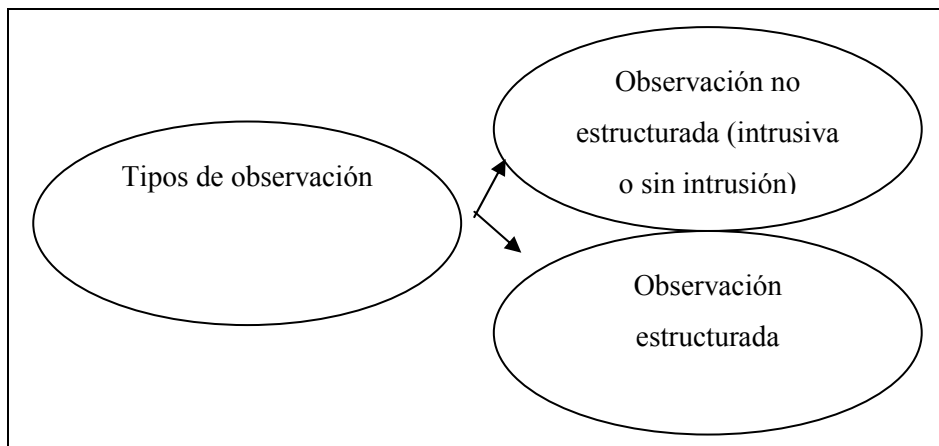 Tipos de observación
Observación no
estructurada (intrusiva
o sin intrusión)
Observación
estructurada